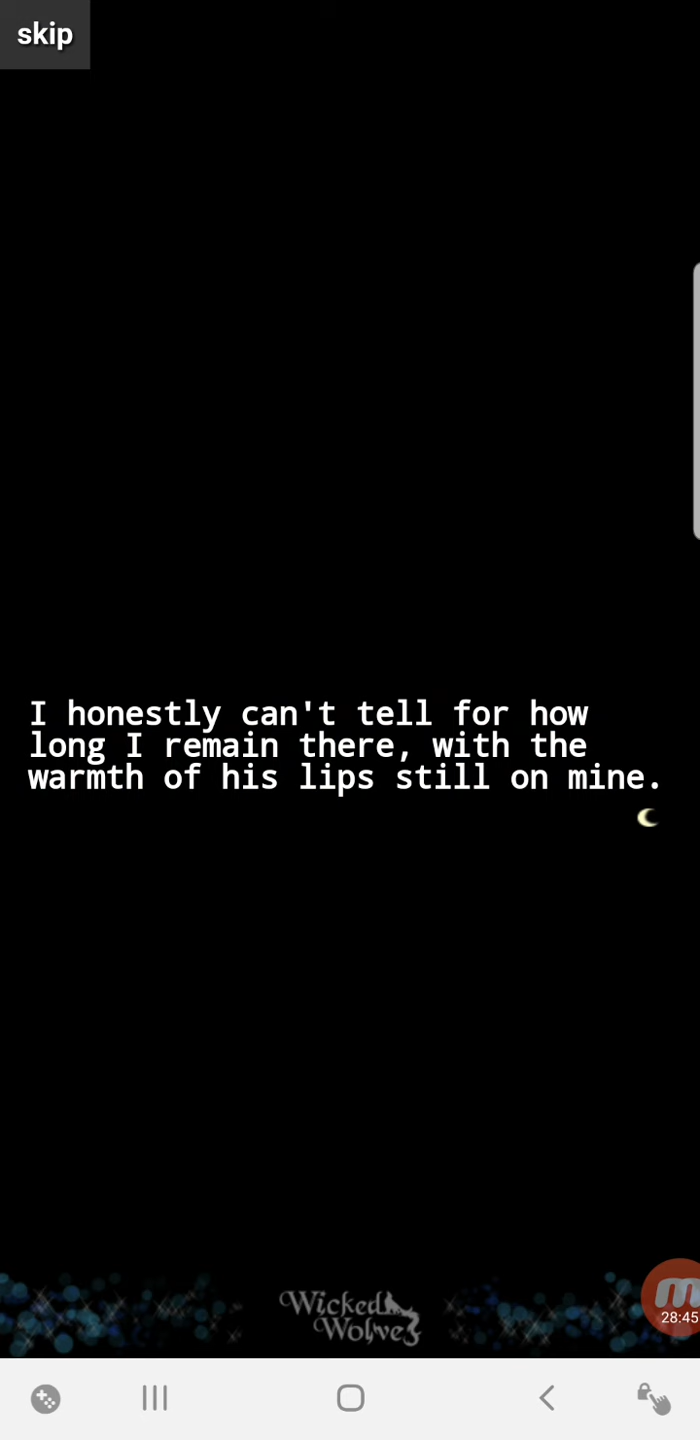 skip
I honestly can't tell for how
long I remain there, with the
warmth of his lips still on mine.
Wicked
Wolves
28:45